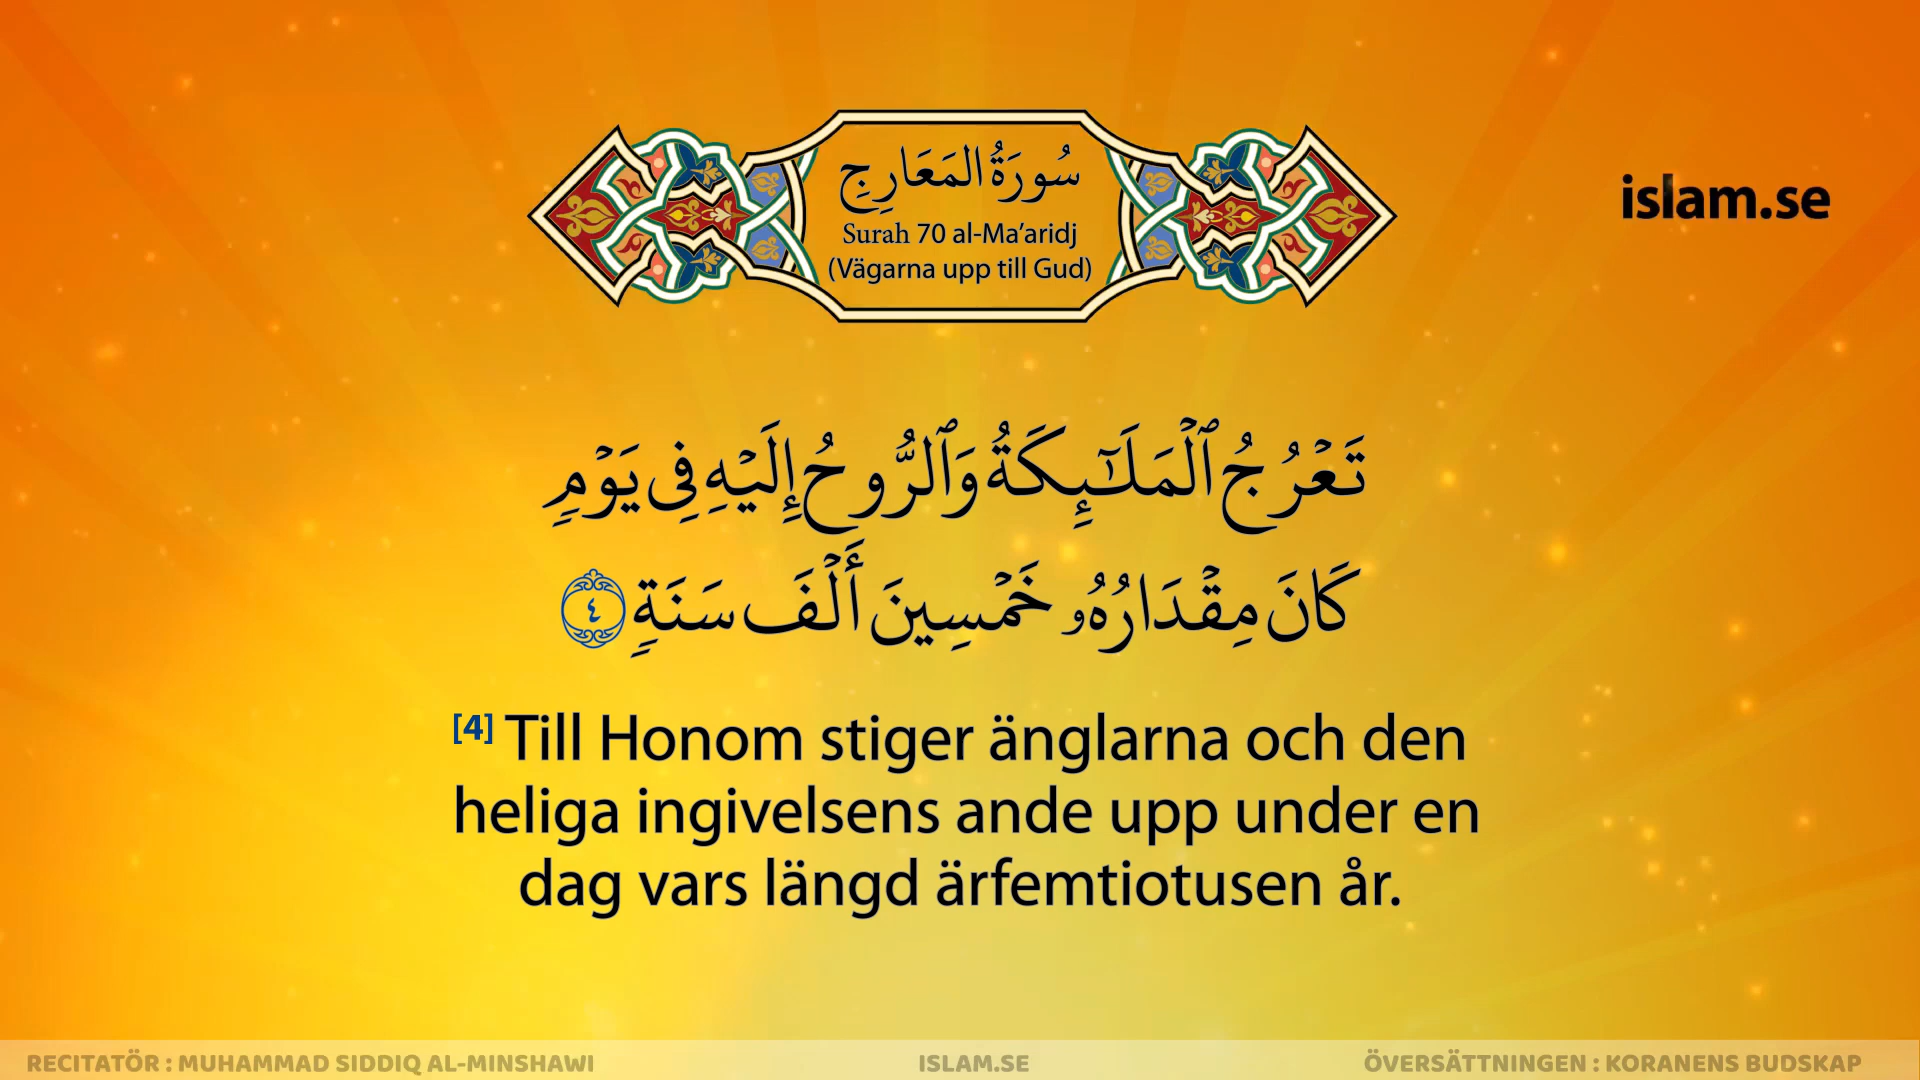 سُورَةُ المَعَارِجِ
Surah 70 al-Ma’aridj
(Vägarna upp till Gud)
islam.se
تَعۡرُجُ ٱلۡمَلَـٰٓئِكَةُ وَٱلرُّوحُ إِلَيۡهِ فِى يَوۡمٍ
كَانَ مِقۡدَارُهُۥ خَمۡسِينَ أَلۡفَ سَنَةٍ ٤
[4] Till Honom stiger änglarna och den
heliga ingivelsens ande upp under en
dag vars längd ärfemtiotusen år.
RECITATÖR : MUHAMMAD SIDDIQ AL-MINSHAWI
ISLAM.SE
ÖVERSÄTTNINGEN : KORANENS BUDSKAP